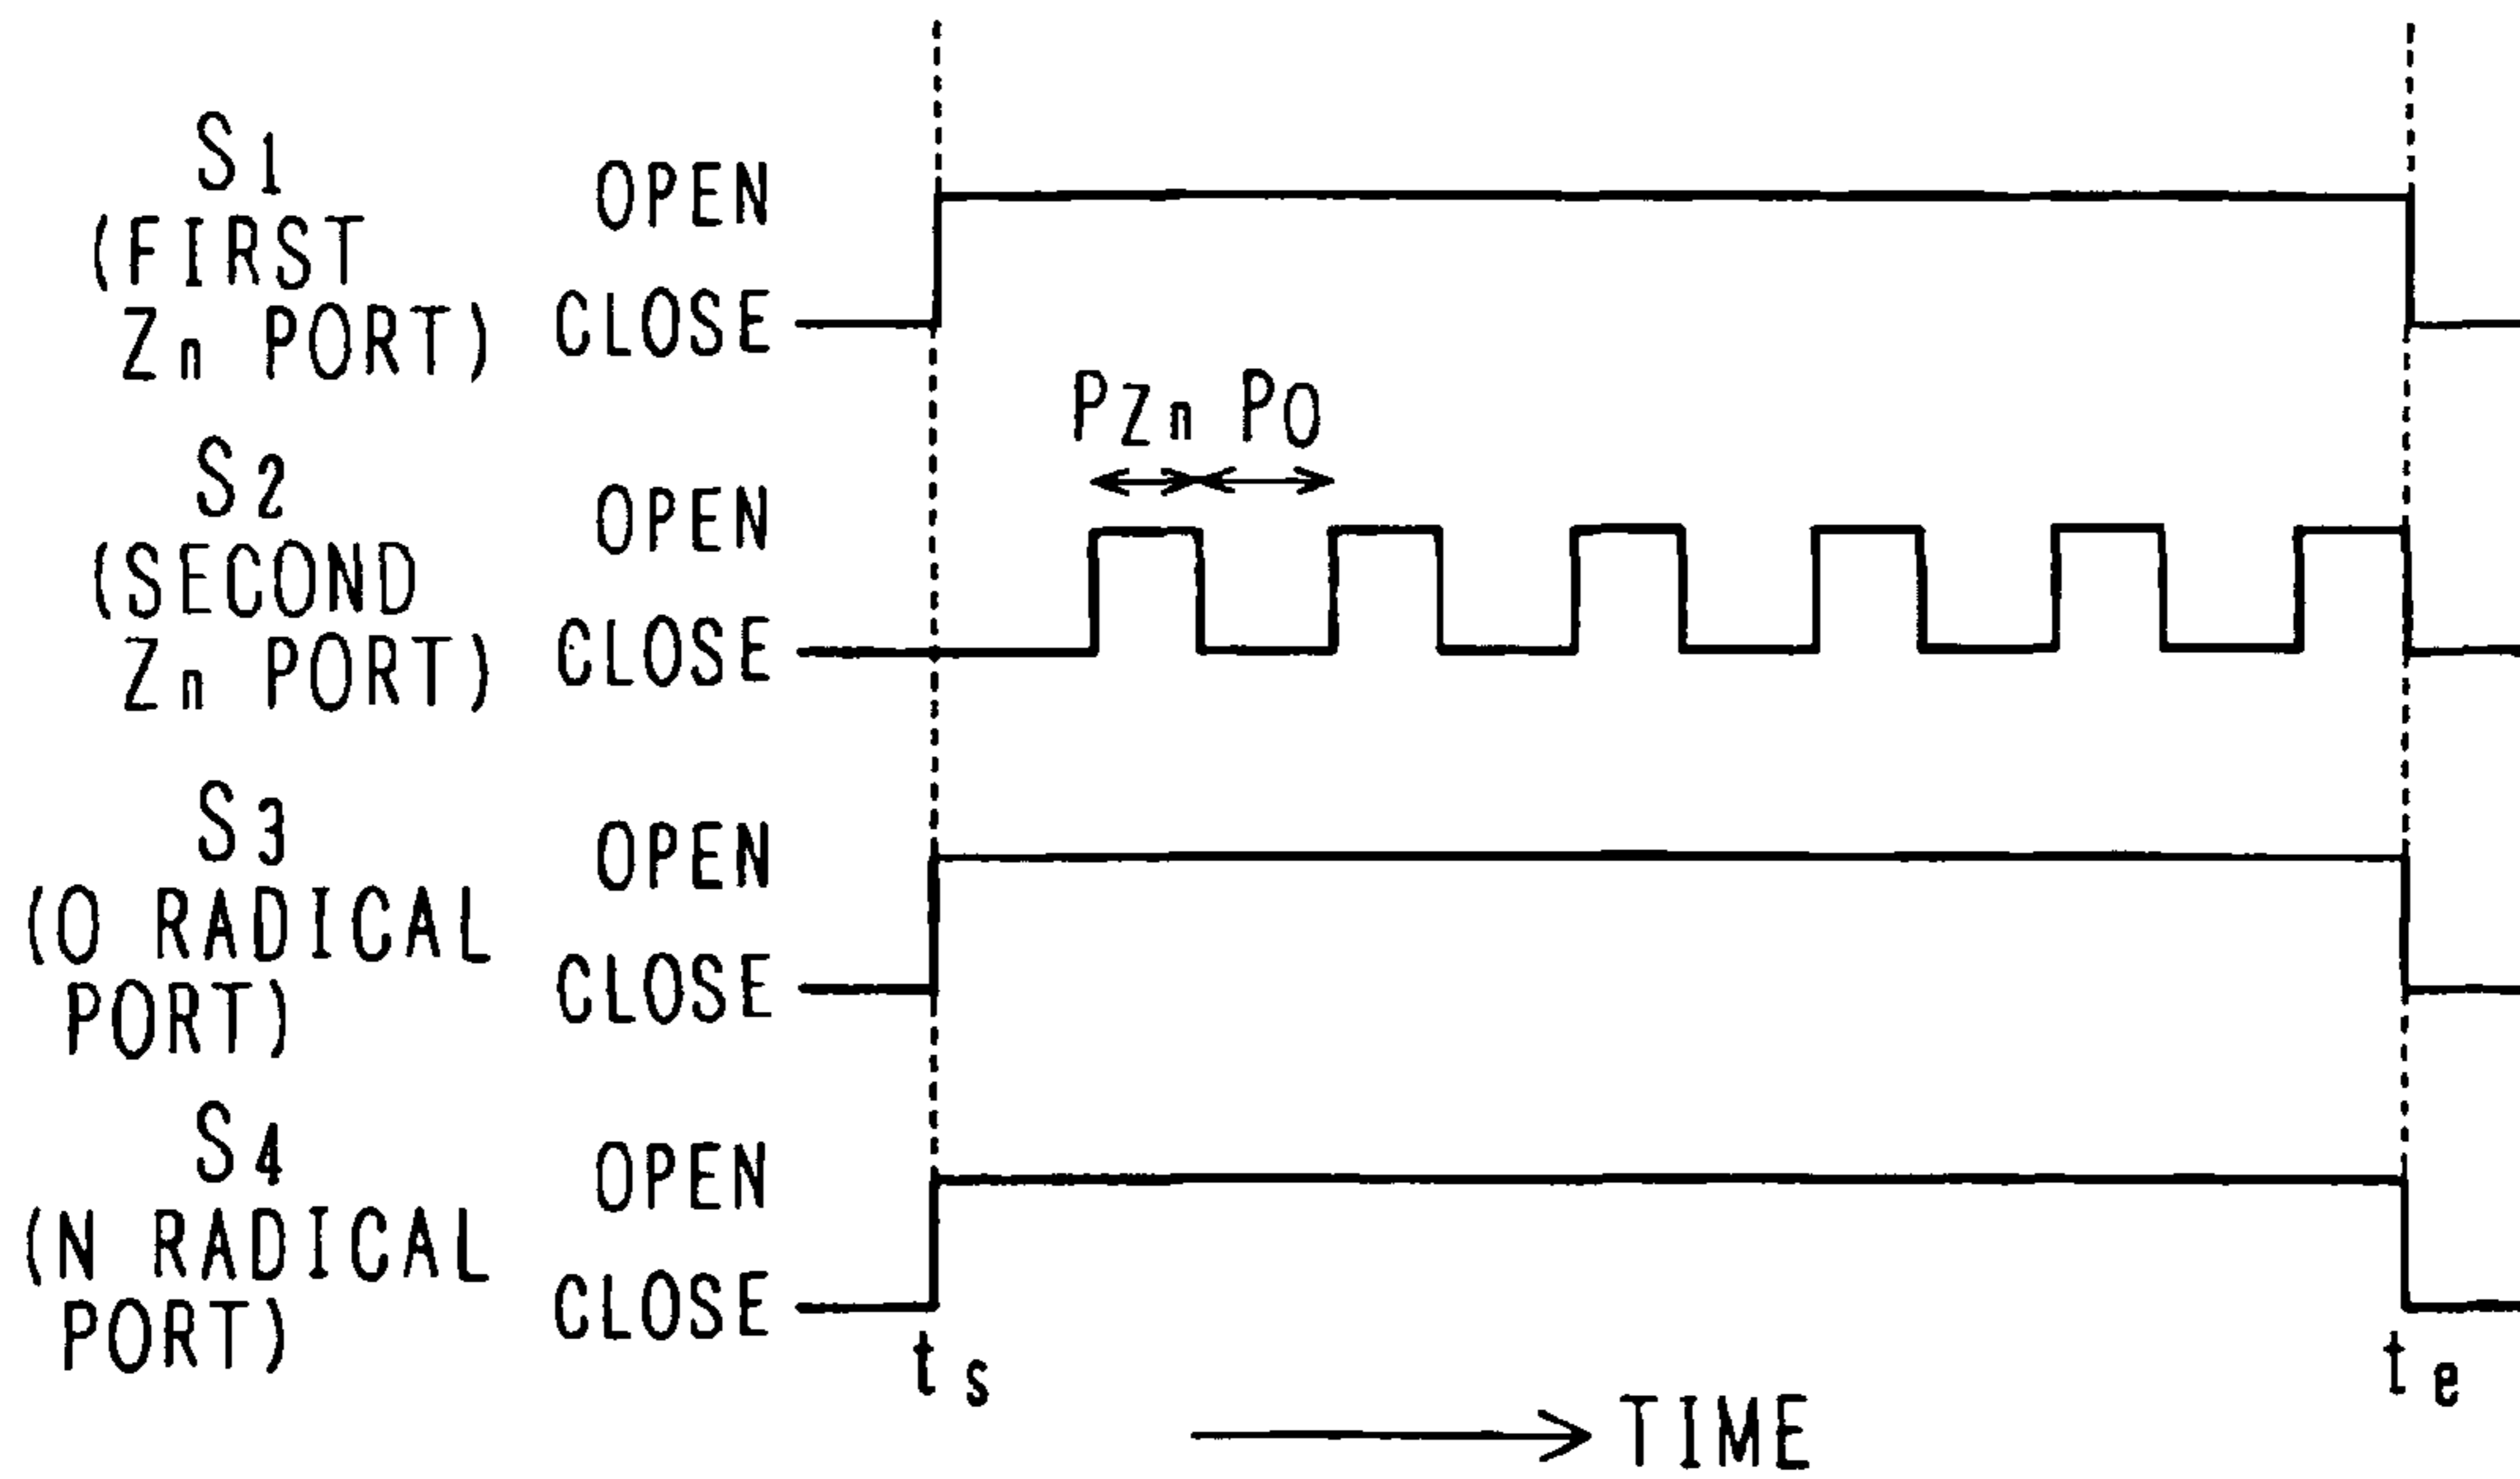 S1
(FIRST
Zn PORT)
OPEN
CLOSE
PZn PO
S2
(SECOND
Zn PORT)
OPEN
CLOSE
S3
(O RADICAL
PORT)
OPEN
CLOSE
S4
(N RADICAL
PORT)
OPEN
CLOSE
ts
te
TIME